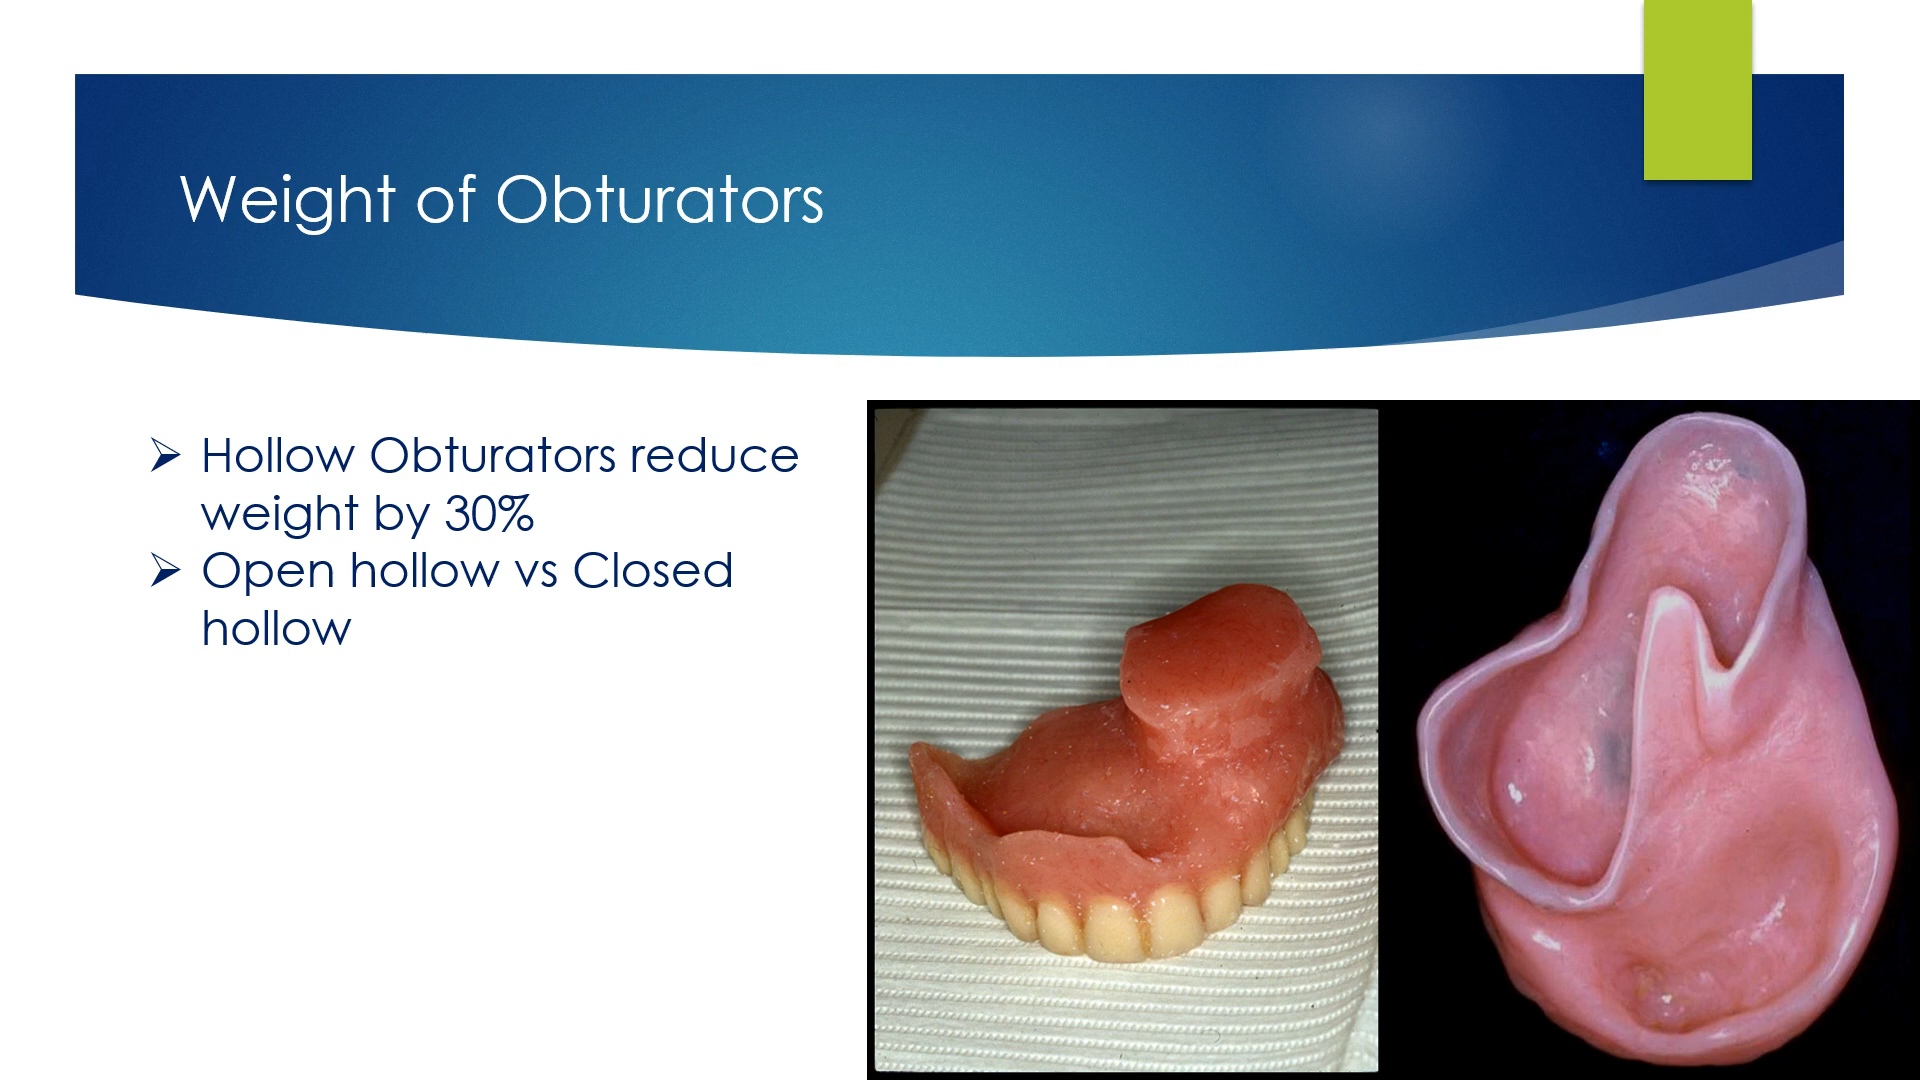 Weight of Obturators
Hollow Obturators reduce
weight by 30%
Open hollow vs Closed
hollow